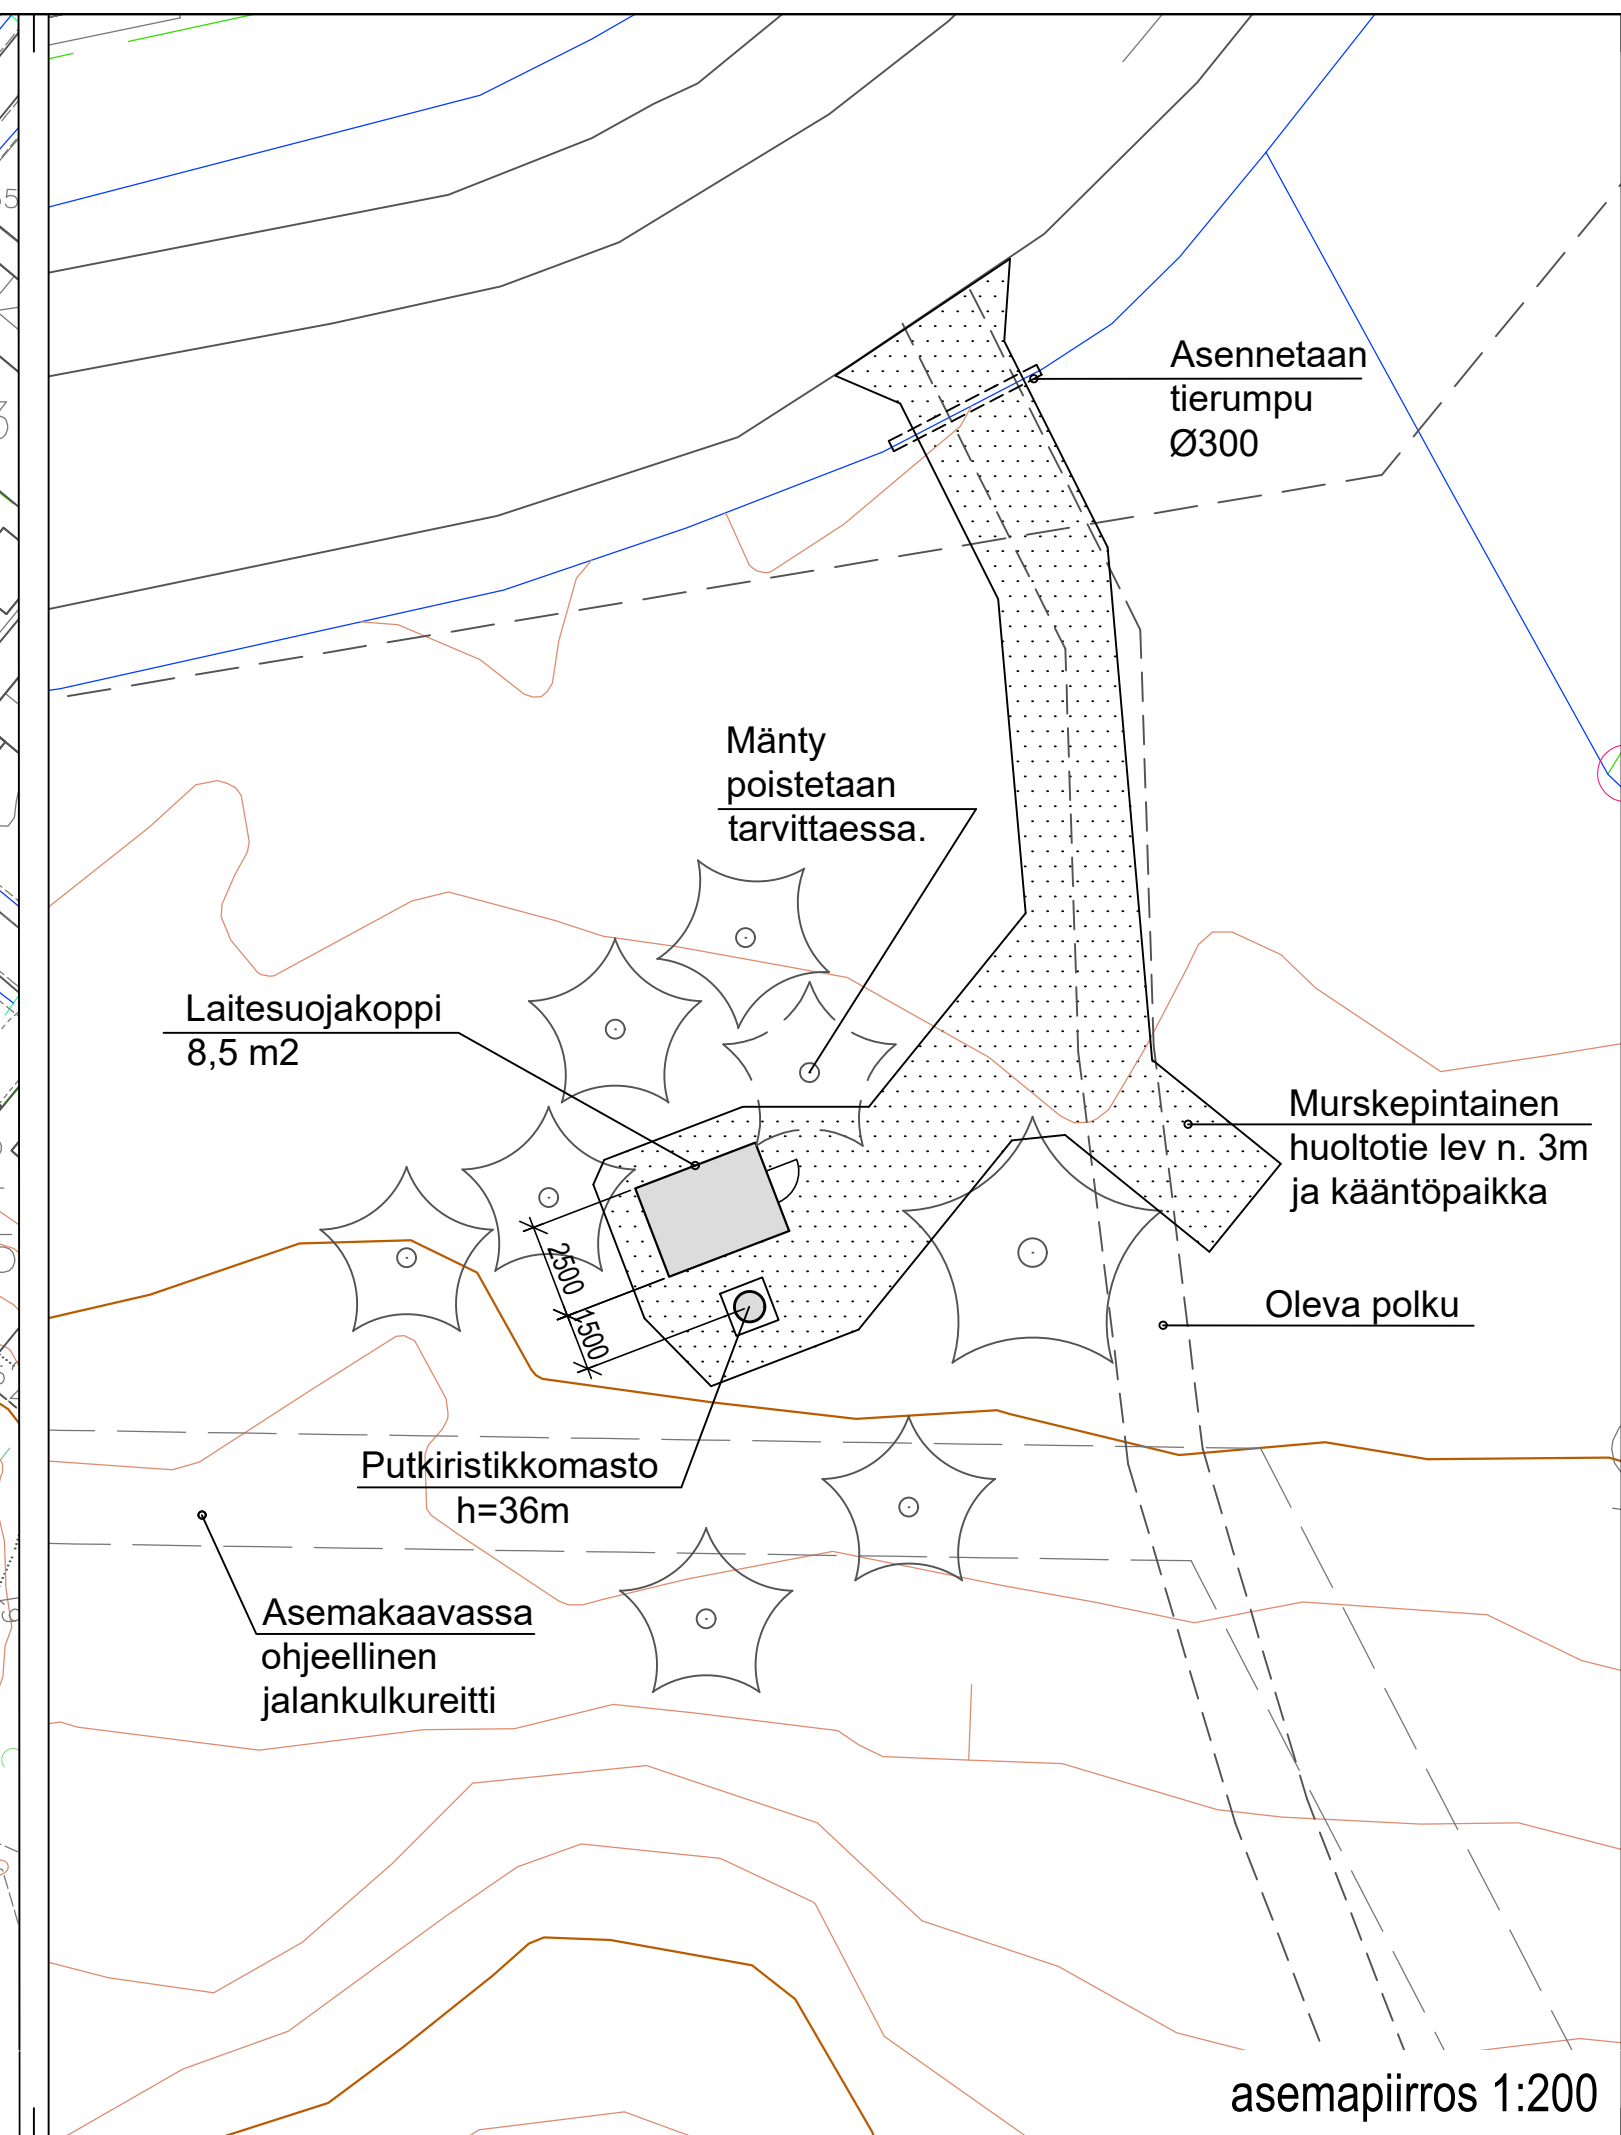 Asennetaan
tierumpu
Ø300
Mänty
poistetaan
tarvittaessa.
Laitesuojakoppi
8,5 m2
Murskepintainen
huoltotie lev n. 3m
ja kääntöpaikka
2500
1500
Oleva polku
Putkiristikkomasto
h=36m
Asemakaavassa
ohjeellinen
jalankulkureitti
asemapiirros 1:200